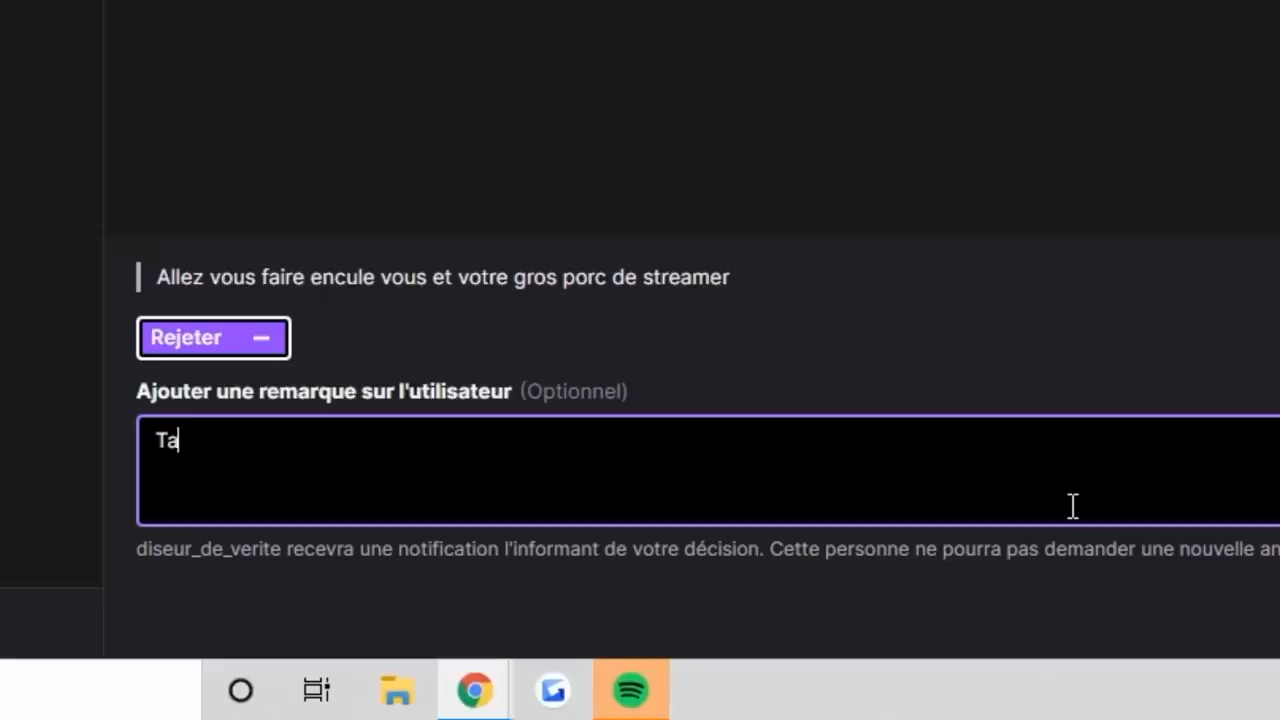 Allez vous faire encule vous et votre gros porc de streamer
Rejeter
Ajouter une remarque sur l'utilisateur (Optionnel)
Ta
diseur_de_verite recevra une notification l'informant de votre décision. Cette personne ne pourra pas demander une nouvelle